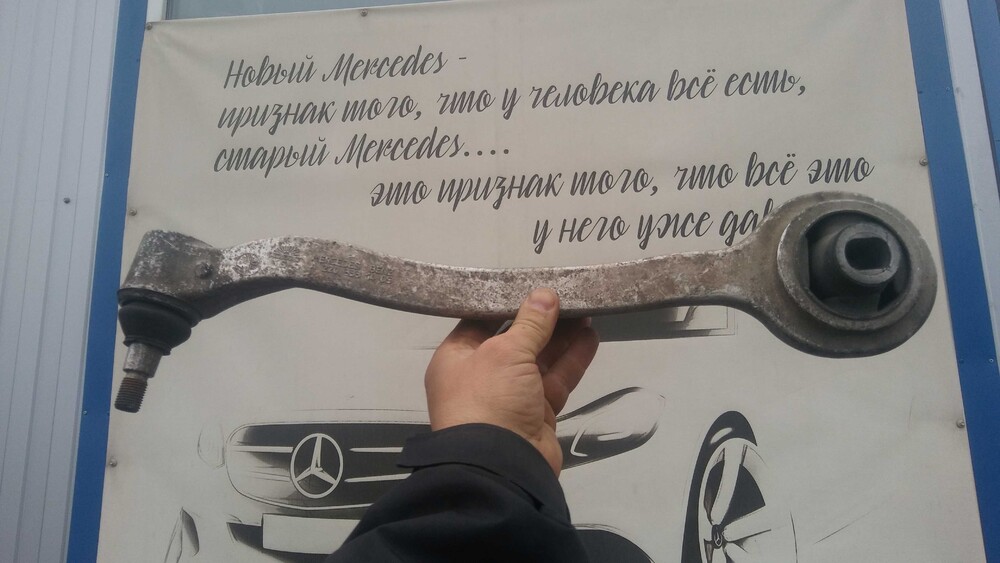 Новый Mercedes -
признак того, что у человека всё есть,
старый Mercedes....
это признак того, что всё это
у него уже